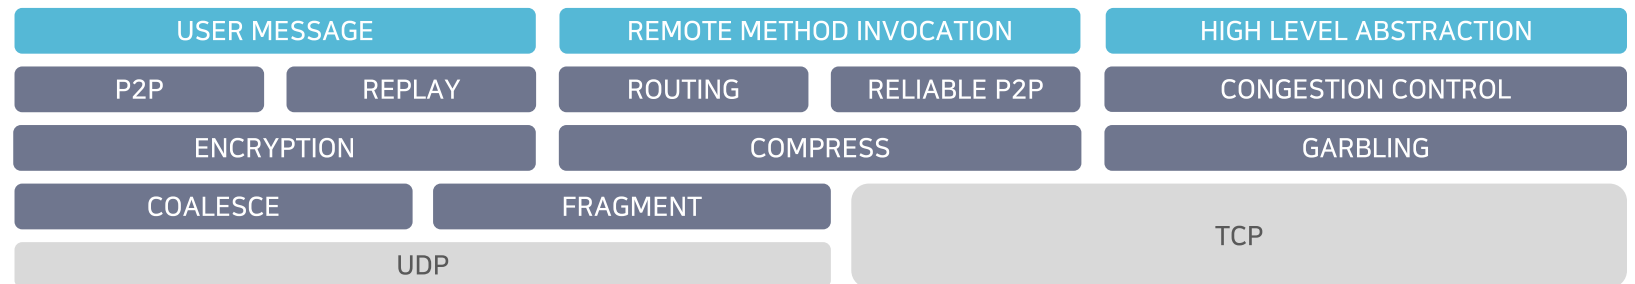 USER MESSAGE
REMOTE METHOD INVOCATION
HIGH LEVEL ABSTRACTION
P2P
REPLAY
ROUTING
RELIABLE P2P
CONGESTION CONTROL
ENCRYPTION
COMPRESS
GARBLING
COALESCE
FRAGMENT
TCP
UDP